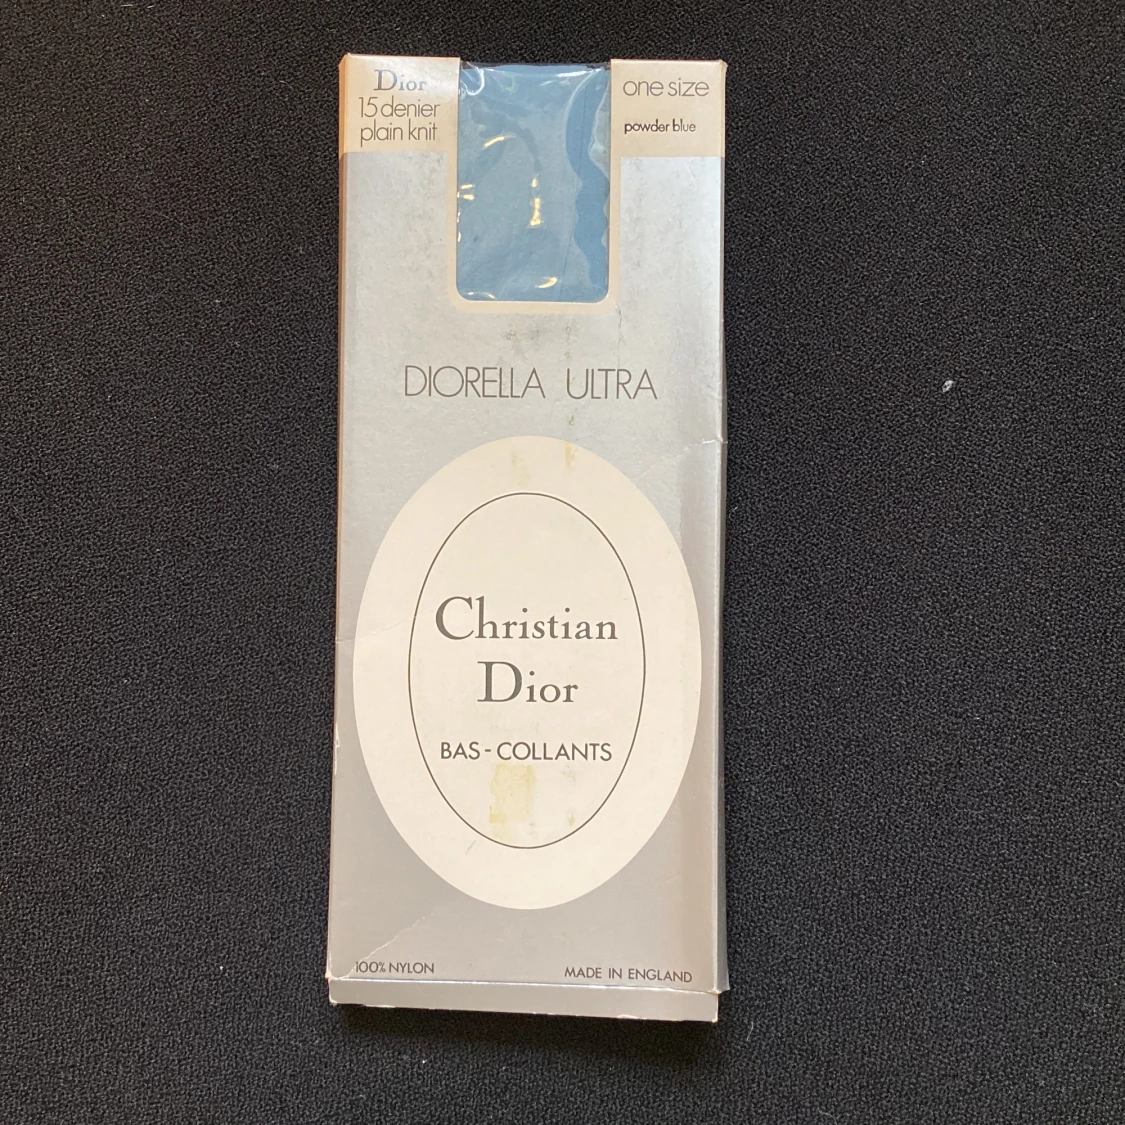 Dior
15 denier
plain knit
one size
powder blue
DIORELLA ULTRA
Christian
Dior
BAS-COLLANTS
100% NYLON
MADE IN ENGLAND